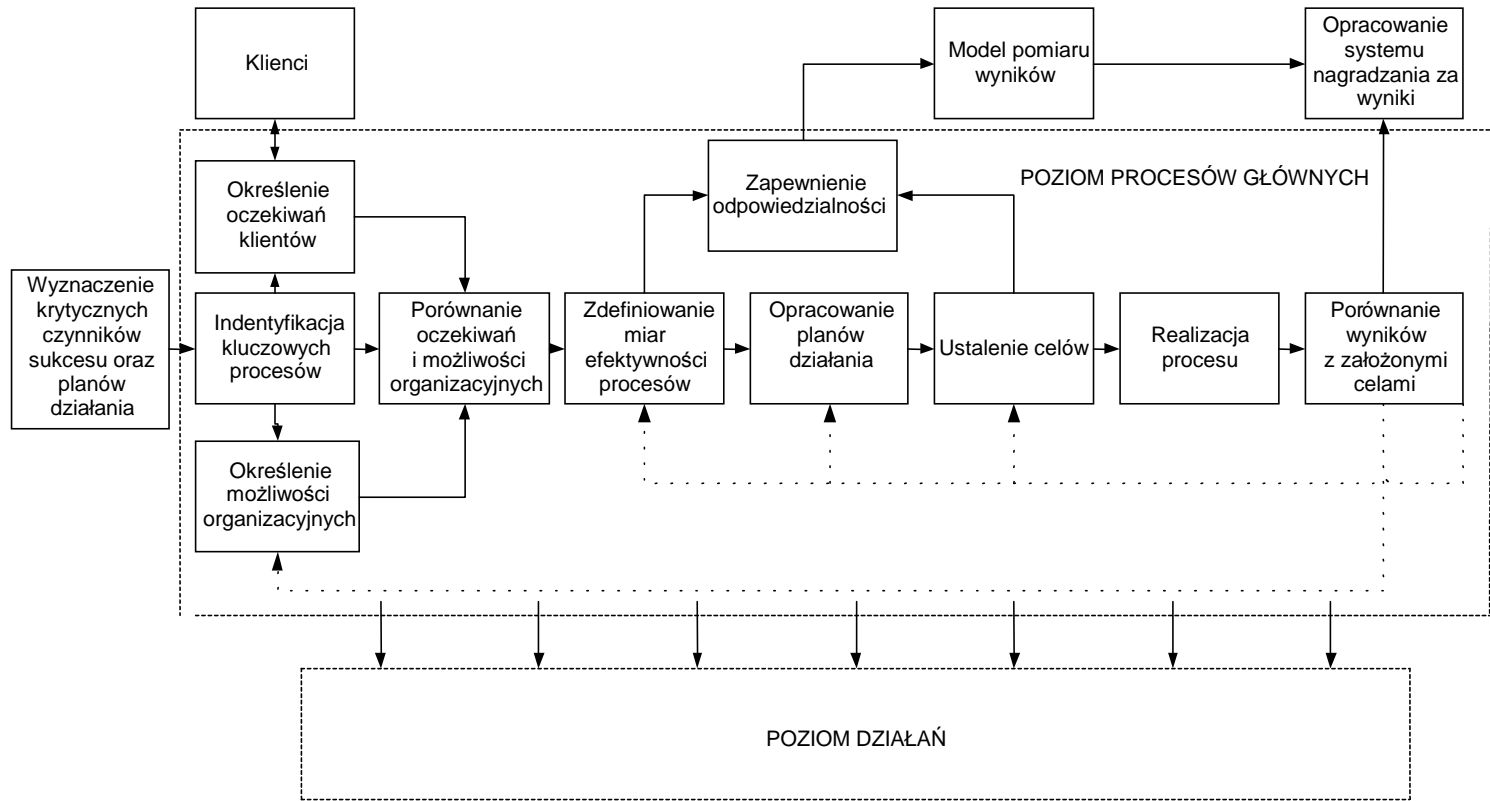 Klienci
Model pomiaru
wyników
Opracowanie
systemu
nagradzania za
wyniki
Określenie
oczekiwań
klientów
Zapewnienie
odpowiedzialności
POZIOM PROCESÓW GŁÓWNYCH
Wyznaczenie
krytycznych
czynników
sukcesu oraz
planów
działania
Indentyfikacja
kluczowych
procesów
Porównanie
oczekiwań
i możliwości
organizacyjnych
Zdefiniowanie
miar
efektywności
procesów
Opracowanie
planów
działania
Ustalenie celów
Realizacja
procesu
Porównanie
wyników
z założonymi
celami
Określenie
możliwości
organizacyjnych
POZIOM DZIAŁAŃ